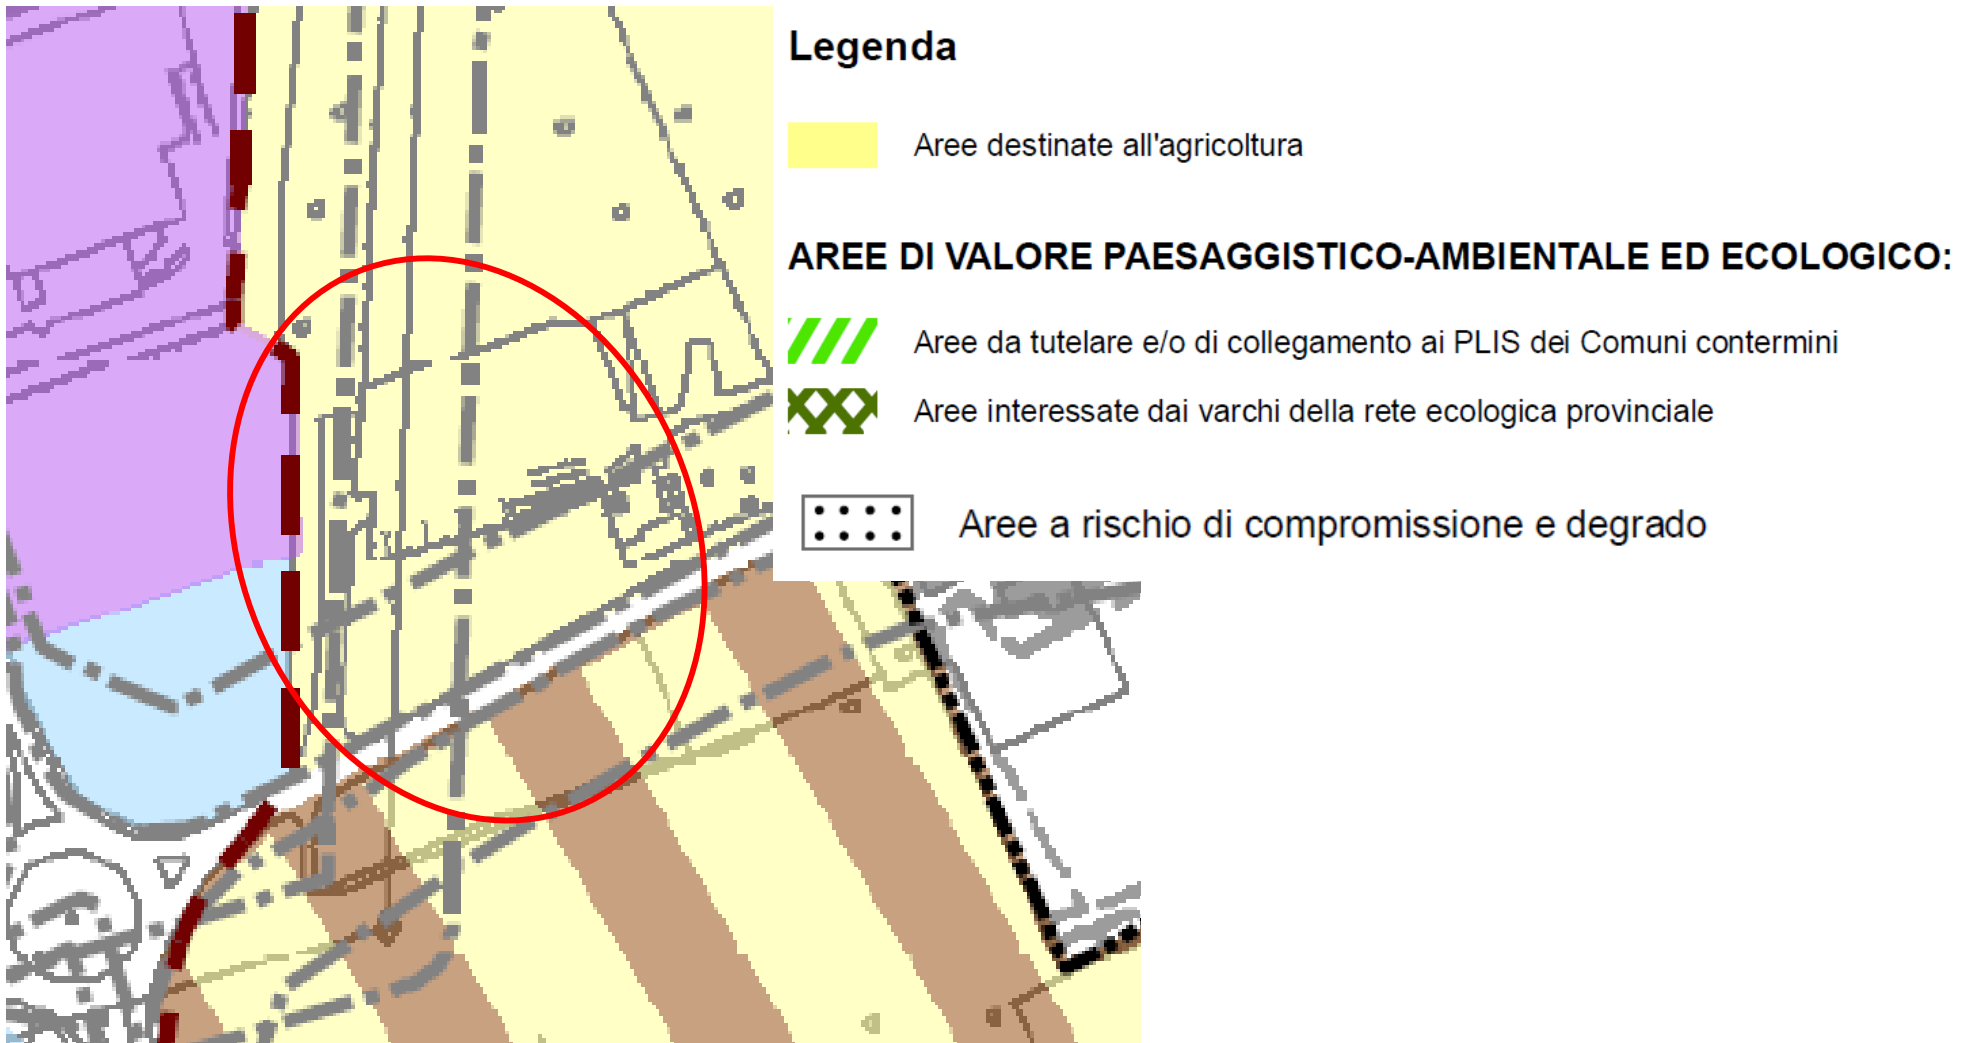 Legenda
Aree destinate all'agricoltura
AREE DI VALORE PAESAGGISTICO-AMBIENTALE ED ECOLOGICO:
Aree da tutelare e/o di collegamento ai PLIS dei Comuni contermini
Aree interessate dai varchi della rete ecologica provinciale
Aree a rischio di compromissione e degrado